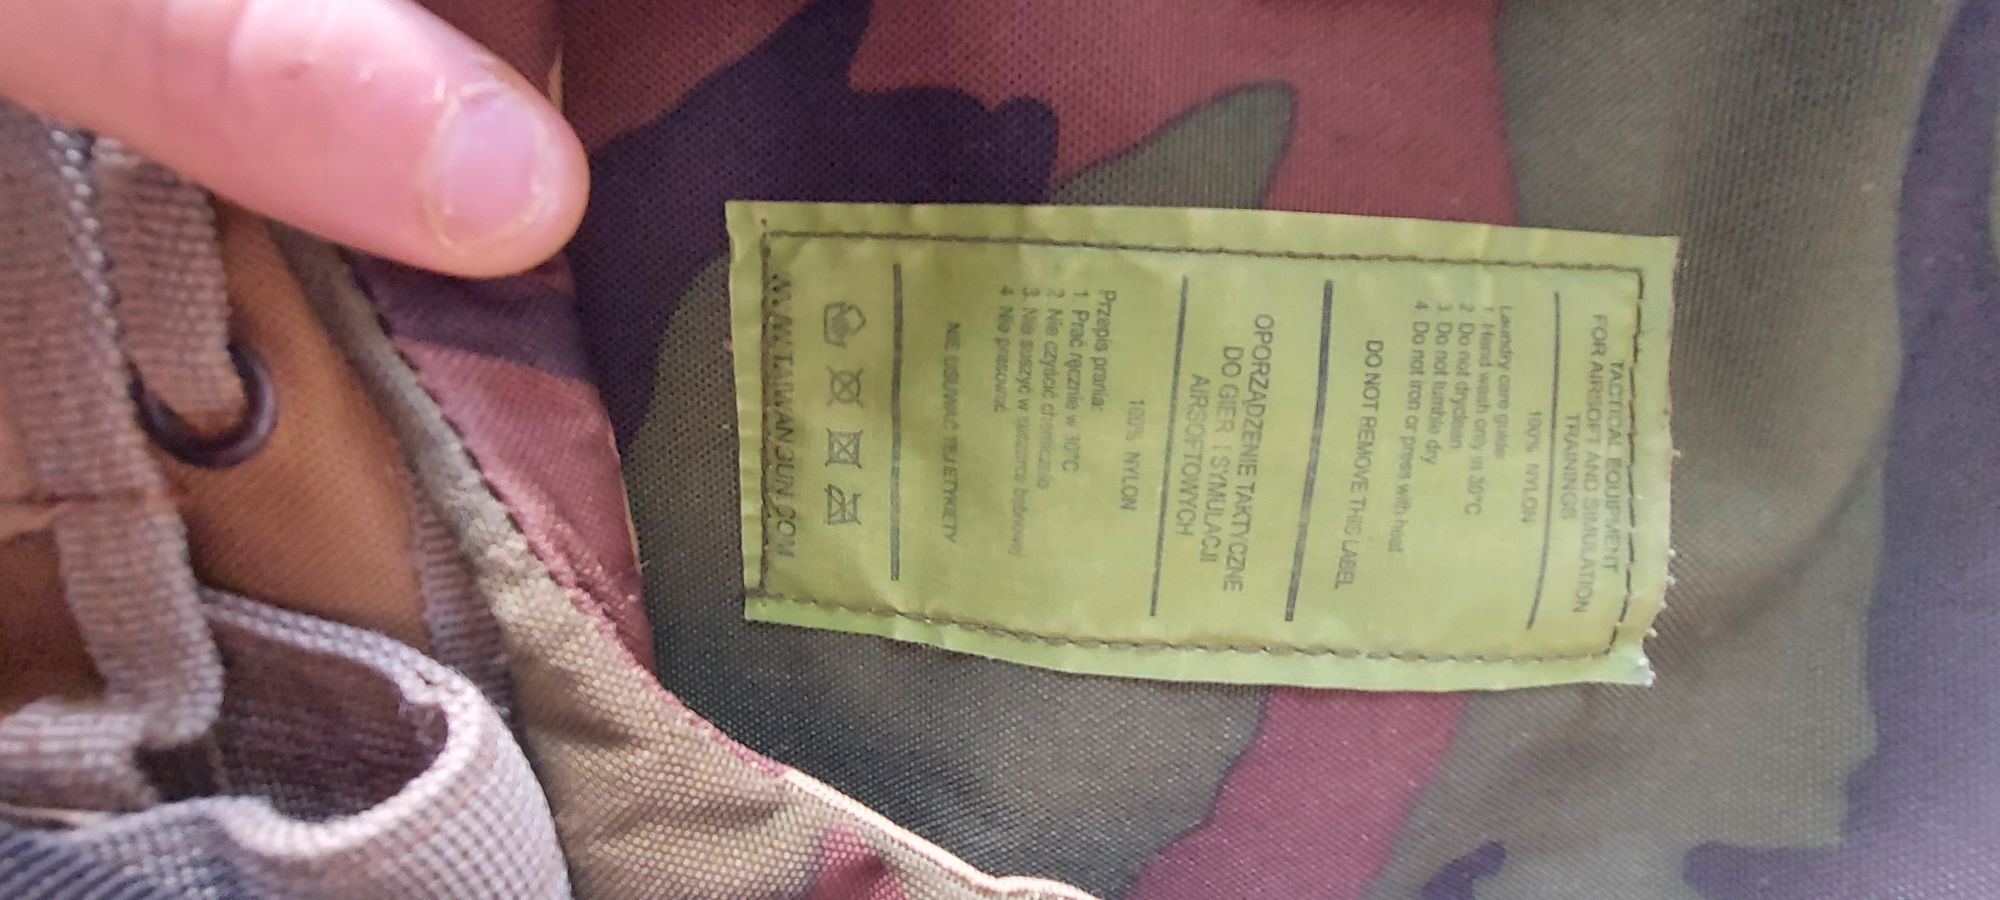 TACTICAL EQUIPMENT
FOR AIRSOFT AND SIMULATION
TRAININGS
100% NYLON
Laundry care guide
1 Hand wash only in 30°C
2 Do not dryclean
3 Do not tumble dry
4. Do not iron or press with heat
DO NOT REMOVE THIS LABEL
OPORZĄDZENIE TAKTYCZNE
DO GIER I SYMULACJI
AIRSOFTOWYCH
100% NYLON
Przepis prania:
1 Prać ręcznie w 30°C
2 Nie czyścić chemicznie
3. Nie suszyć w suszarce bębnowej
4 Nie prasować
NIE USUWAĆ TEJ ETYKIETY
WWW.TAIWANGUN.COM